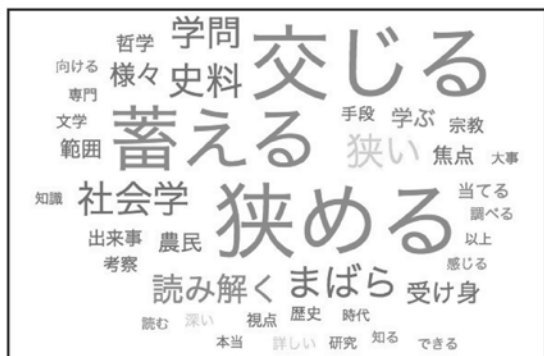 哲学 学問 交じる
向ける 様々 史料
専門
文学 蓄える 手段 学ぶ 宗教
範囲 狭い 焦点 大事
知識 社会学 狭める 当てる
調べる
出来事 農民 以上
考察 感じる
読み解く まばら 受け身
読む 深い 視点 歴史 時代
本当 詳しい 研究 知る できる